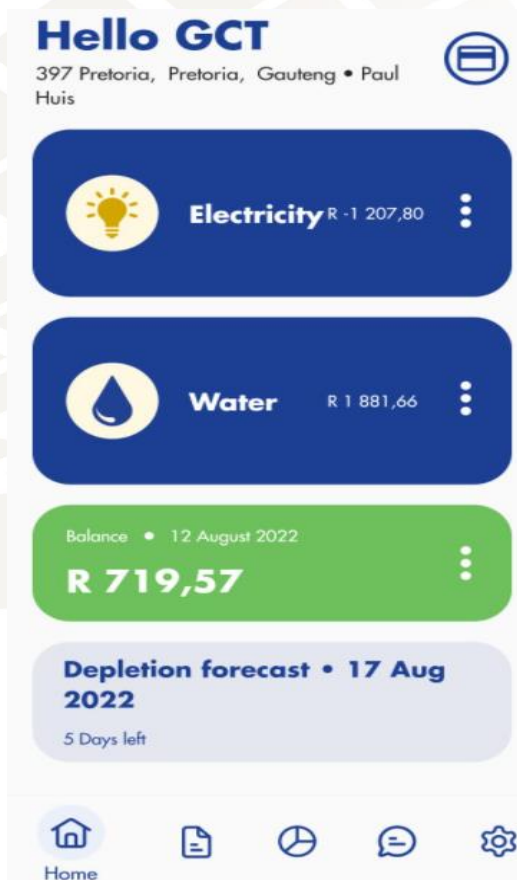 Hello GCT
397 Pretoria, Pretoria, Gauteng • Paul
Huis
Electricity R -1 207,80
Water R 1 881,66
Balance • 12 August 2022
R 719,57
Depletion forecast • 17 Aug
2022
5 Days left
Home